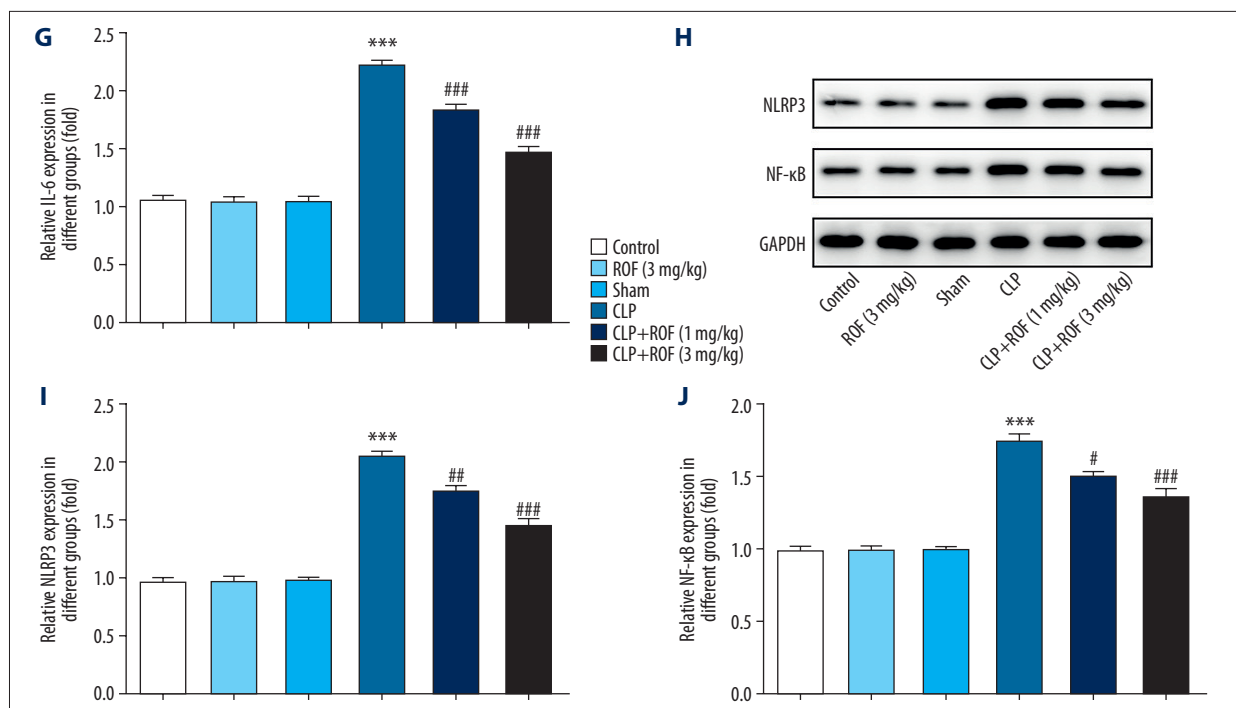 G
Relative IL-6 expression in
different groups (fold)
2.5
2.0
1.5
1.0
0.5
0.0
***
###
###
Control
ROF (3 mg/kg)
Sham
CLP
CLP+ROF (1 mg/kg)
CLP+ROF (3 mg/kg)
H
NLRP3
NF-κB
GAPDH
Control
ROF (3 mg/kg)
Sham
CLP
CLP+ROF (1 mg/kg)
CLP+ROF (3 mg/kg)
I
Relative NLRP3 expression in
different groups (fold)
2.5
2.0
1.5
1.0
0.5
0.0
***
##
###
J
Relative NF-κB expression in
different groups (fold)
2.0
1.5
1.0
0.5
0.0
***
#
###